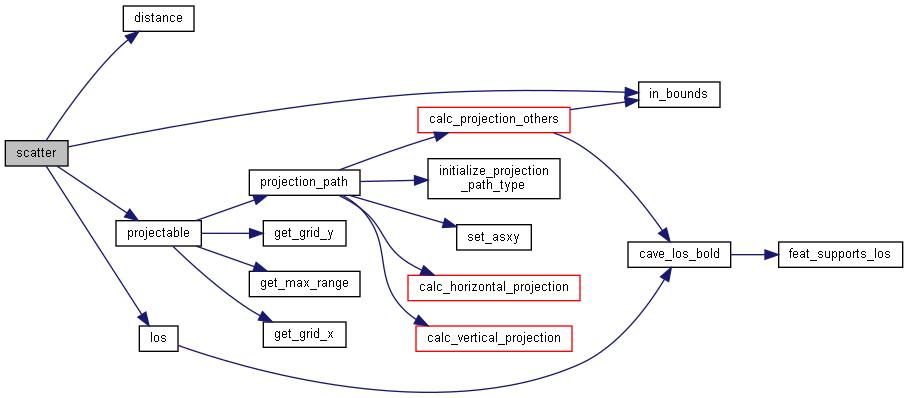 distance
in_bounds
calc_projection_others
scatter
initialize_projection
_path_type
projection_path
projectable
get_grid_y
set_asxy
cave_los_bold
feat_supports_los
get_max_range
calc_horizontal_projection
get_grid_x
los
calc_vertical_projection